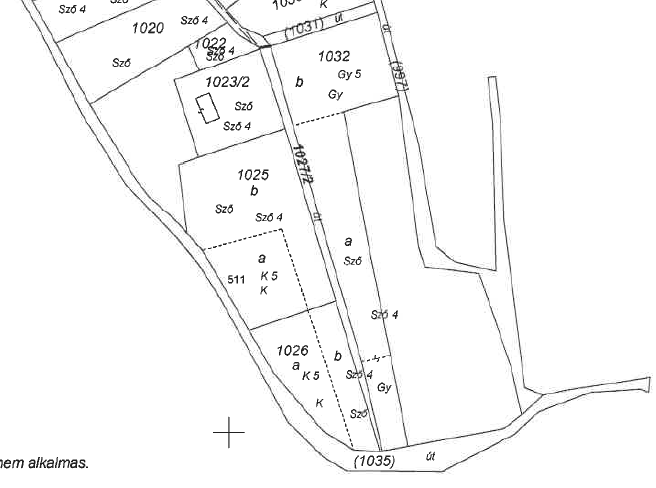 Sző 4
Sző 4
1020
Sző
K
(1031)
út
út
1022
Sző 4
Sző
1032
b
Gy 5
Gy
(997)
1023/2
Sző
Sző 4
1027/2
út
1025
b
Sző
Sző 4
a
Sző
a
511
K 5
K
Sző 4
1026
a
K 5
K
b
Sző 4
Sző
Gy
(1035)
út
nem alkalmas.